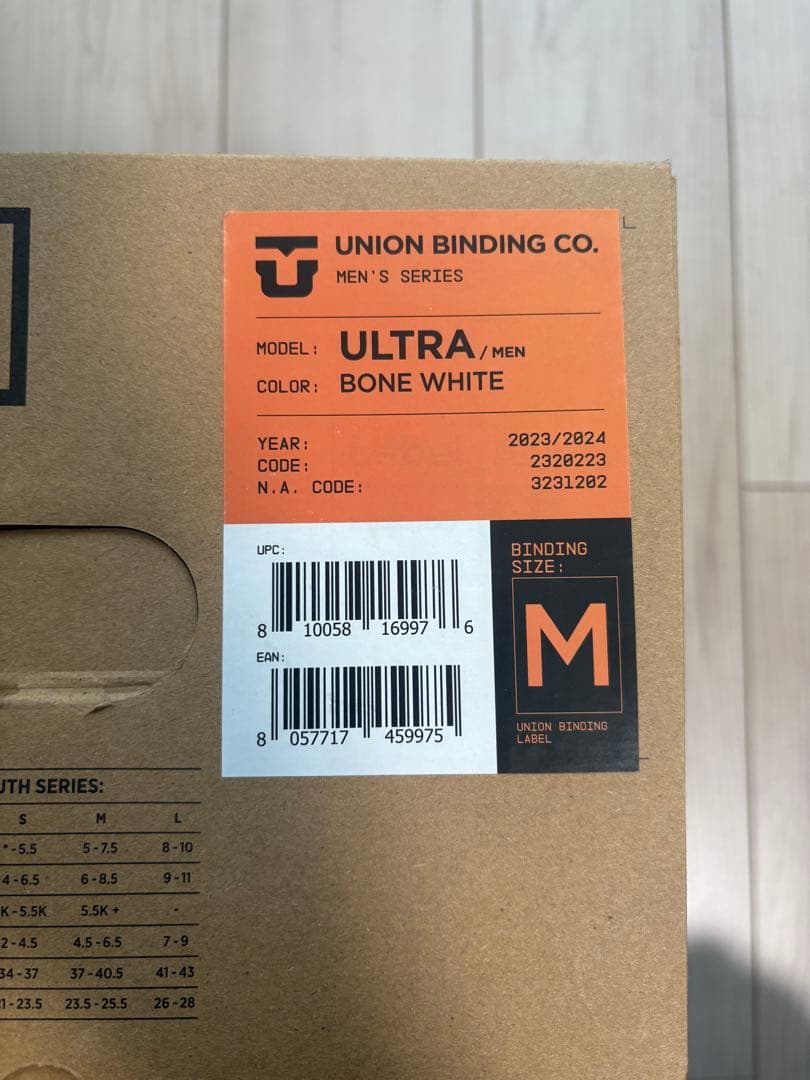 UNION BINDING CO.
MEN'S SERIES
MODEL: ULTRA / MEN
COLOR: BONE WHITE
YEAR: 2023/2024
CODE: 2320223
N.A. CODE: 3231202
UPC:
8 10058 16997 6
EAN:
8 057717 459975
BINDING
SIZE:
M
UNION BINDING
LABEL
UTH SERIES:
S M L
-5.5 5-7.5 8-10
4-6.5 6-8.5 9-11
K-5.5K 5.5K + -
2-4.5 4.5-6.5 7-9
34-37 37-40.5 41-43
1-23.5 23.5-25.5 26-28